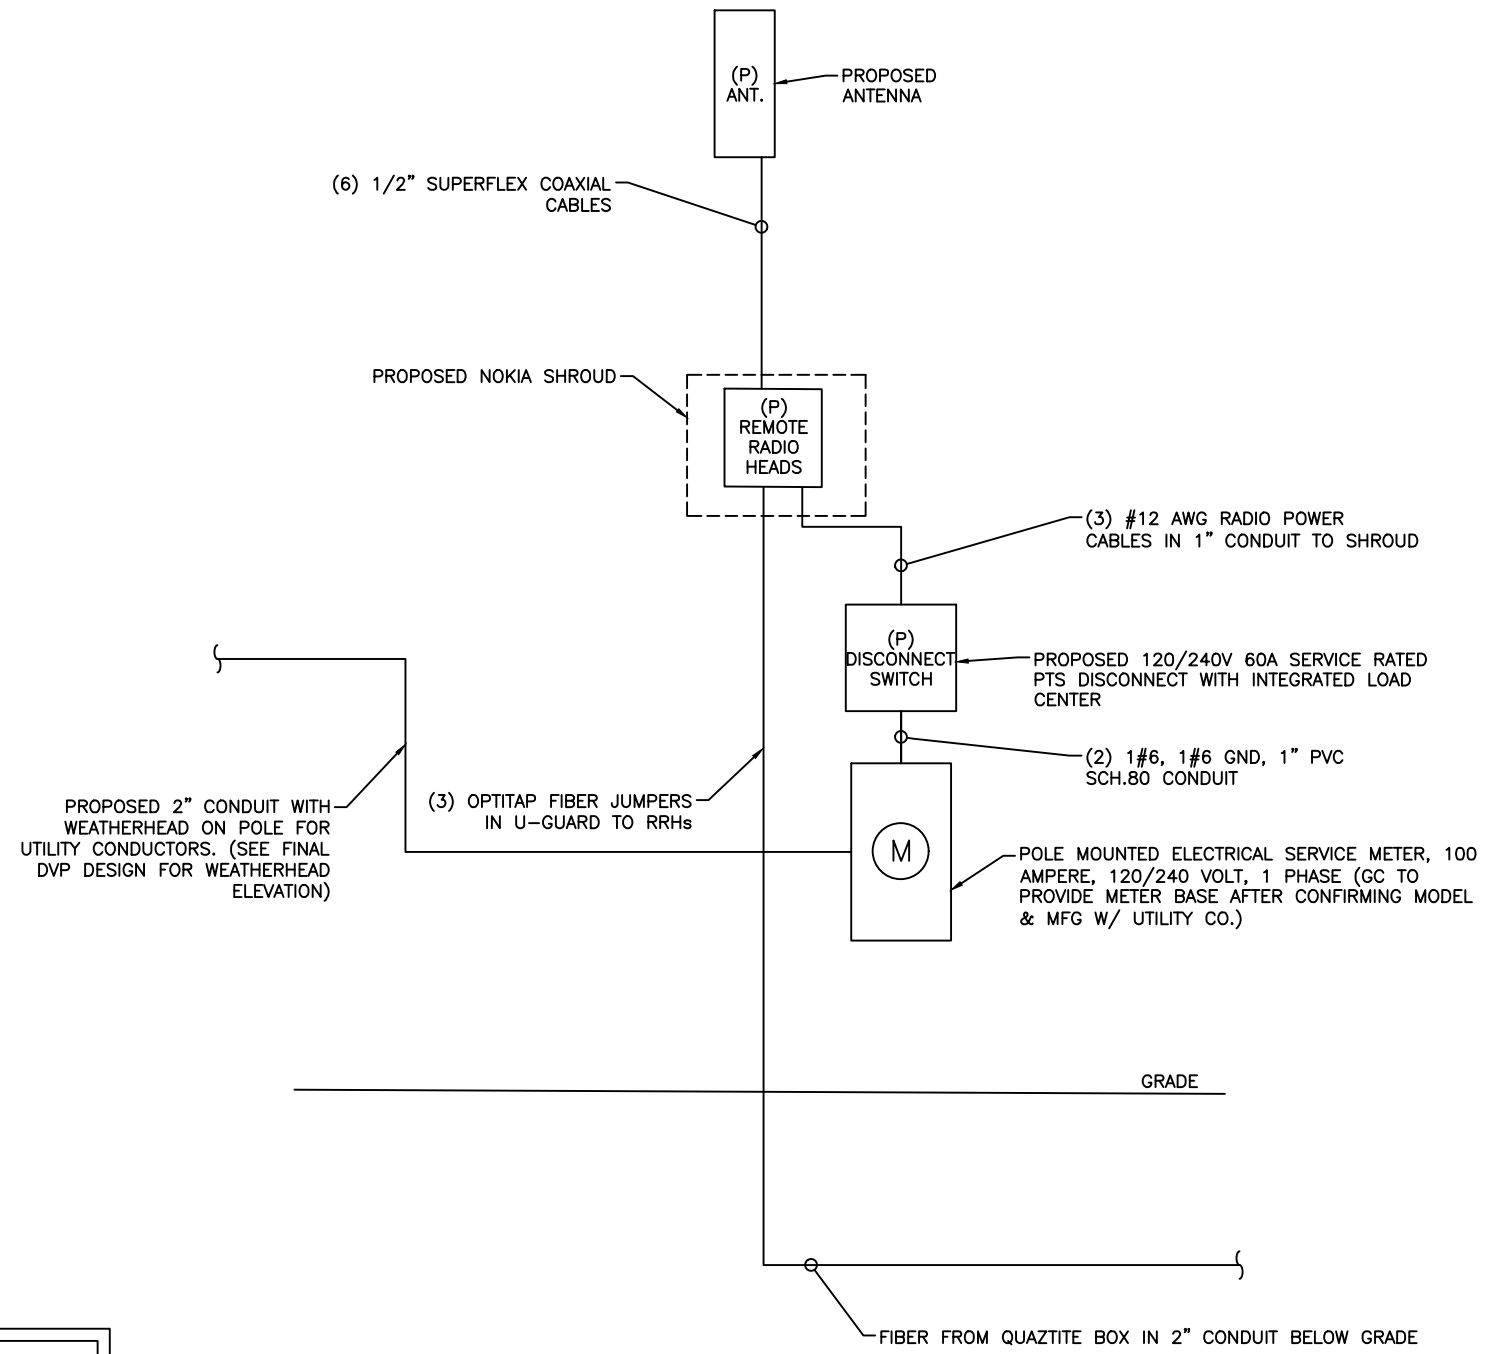 (P)
ANT.
PROPOSED
ANTENNA
(6) 1/2" SUPERFLEX COAXIAL
CABLES
PROPOSED NOKIA SHROUD
(P)
REMOTE
RADIO
HEADS
(3) #12 AWG RADIO POWER
CABLES IN 1" CONDUIT TO SHROUD
(P)
DISCONNECT
SWITCH
PROPOSED 120/240V 60A SERVICE RATED
PTS DISCONNECT WITH INTEGRATED LOAD
CENTER
(2) 1#6, 1#6 GND, 1" PVC
SCH.80 CONDUIT
PROPOSED 2" CONDUIT WITH
WEATHERHEAD ON POLE FOR
UTILITY CONDUCTORS. (SEE FINAL
DVP DESIGN FOR WEATHERHEAD
ELEVATION)
(3) OPTITAP FIBER JUMPERS
IN U-GUARD TO RRHs
M
POLE MOUNTED ELECTRICAL SERVICE METER, 100
AMPERE, 120/240 VOLT, 1 PHASE (GC TO
PROVIDE METER BASE AFTER CONFIRMING MODEL
& MFG W/ UTILITY CO.)
GRADE
FIBER FROM QUAZTITE BOX IN 2" CONDUIT BELOW GRADE